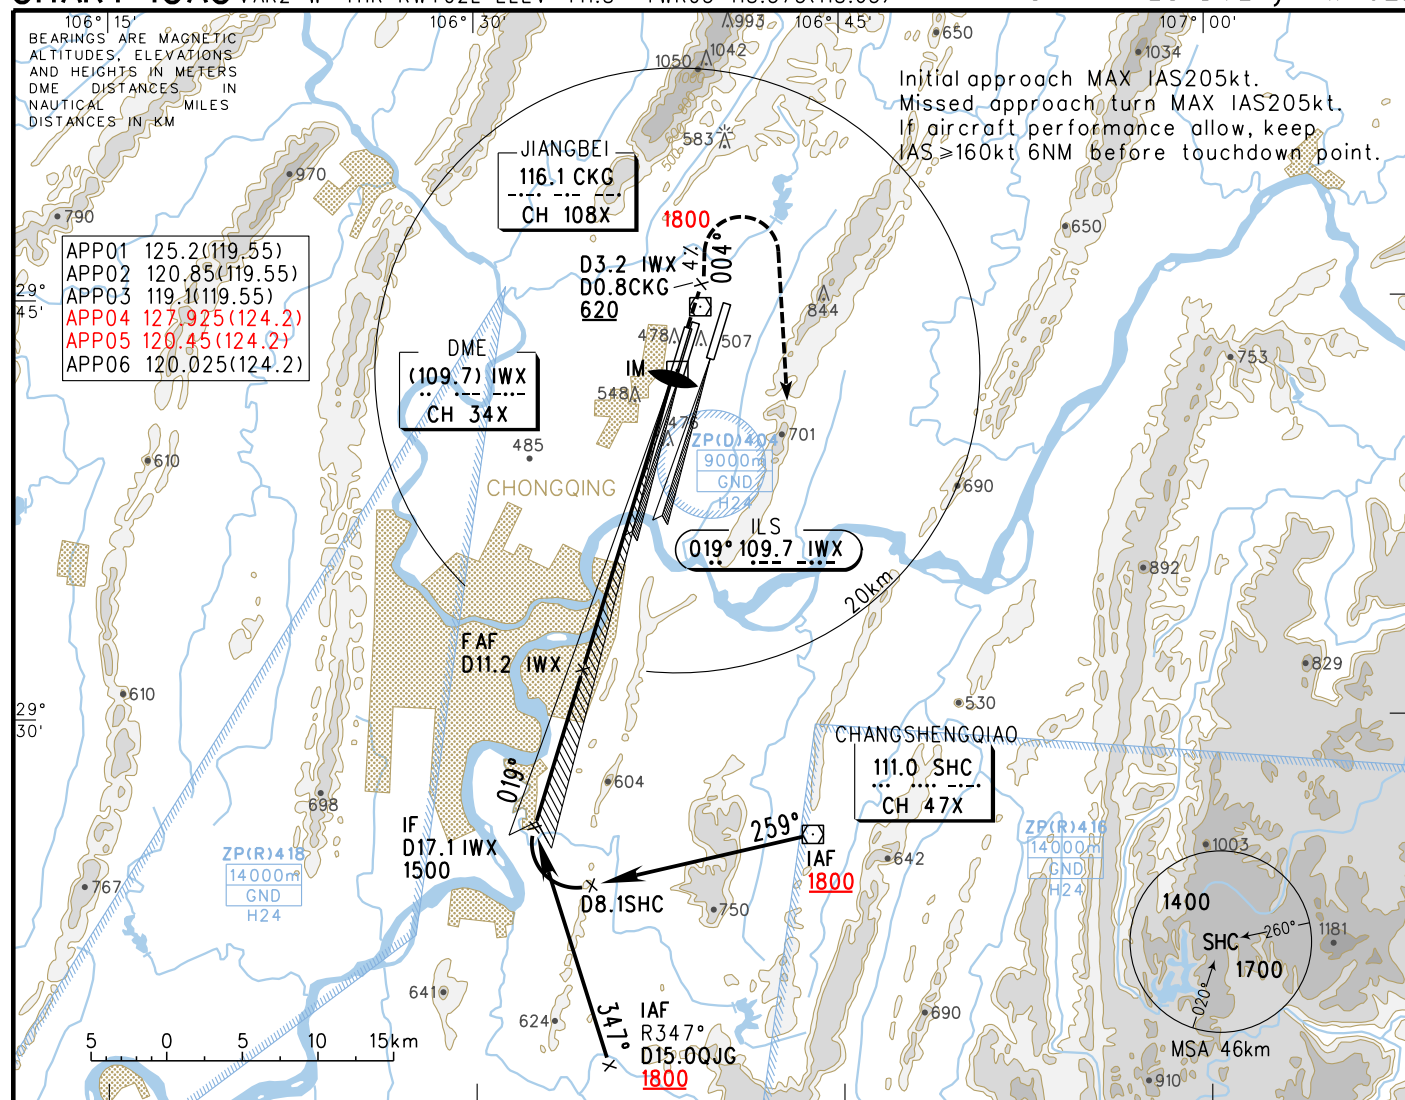 106° 15'
106° 30'
106° 45'
107° 00'
BEARINGS ARE MAGNETIC
ALTITUDES, ELEVATIONS
AND HEIGHTS IN METERS
DME DISTANCES IN
NAUTICAL MILES
DISTANCES IN KM
Initial approach MAX IAS205kt.
Missed approach turn MAX IAS205kt.
If aircraft performance allow, keep
IAS≥160kt 6NM before touchdown point.
993
1042
1050
650
1034
583
500
JIANGBEI
116.1 CKG
CH 108X
970
790
650
APP01 125.2(119.55)
APP02 120.85(119.55)
APP03 119.1(119.55)
APP04 127.925(124.2)
APP05 120.45(124.2)
APP06 120.025(124.2)
1800
4%
004°
D3.2 IWX
D0.8CKG
620
29°
45'
844
478
507
753
DME
(109.7) IWX
CH 34X
IM
548
476
701
485
610
ZP(D)404
9000m
GND
H24
690
CHONGQING
ILS
019° 109.7 IWX
892
20km
FAF
D11.2 IWX
829
610
530
29°
30'
CHANGSHENGQIAO
111.0 SHC
CH 47X
019°
604
698
259°
IF
D17.1 IWX
1500
IAF
1800
642
ZP(R)418
14000m
GND
H24
ZP(R)416
14000m
GND
H24
1003
767
D8.1SHC
750
1400
SHC
260°
1181
1700
020°
MSA 46km
641
624
347°
IAF
R347°
D15.0QJG
1800
690
910
5 0 5 10 15km